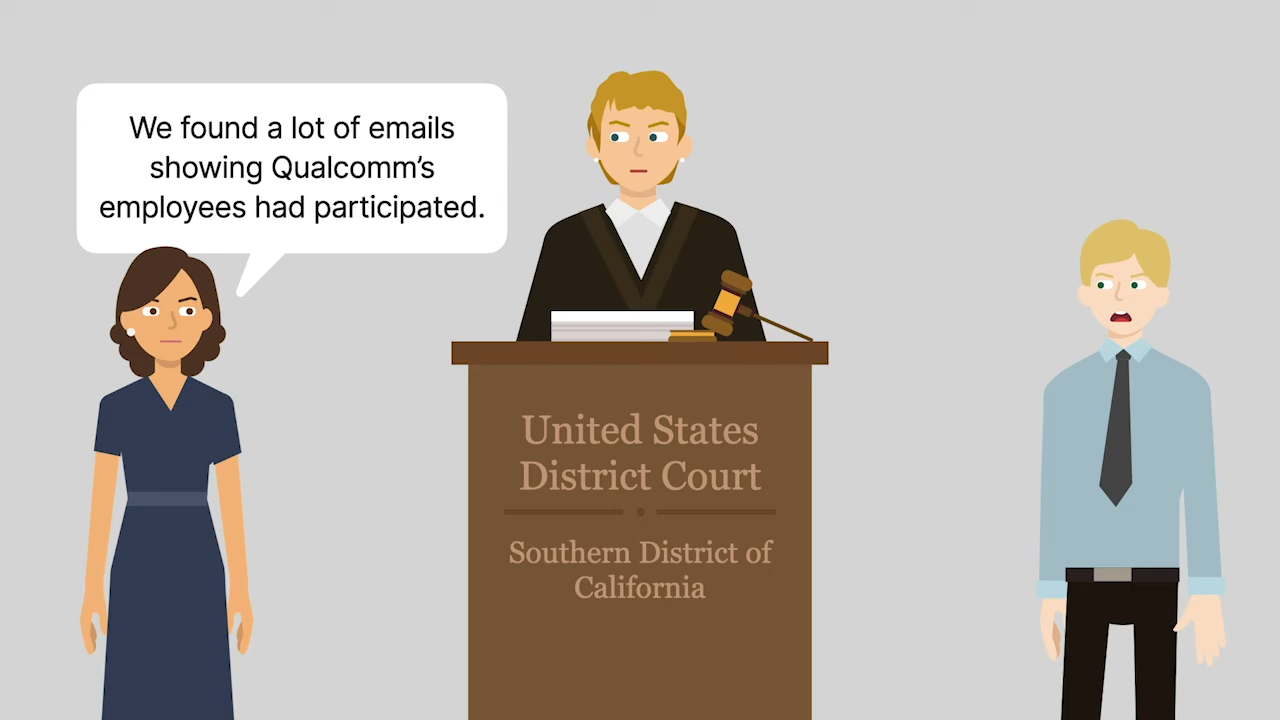 We found a lot of emails
showing Qualcomm’s
employees had participated.
United States
District Court
Southern District of
California